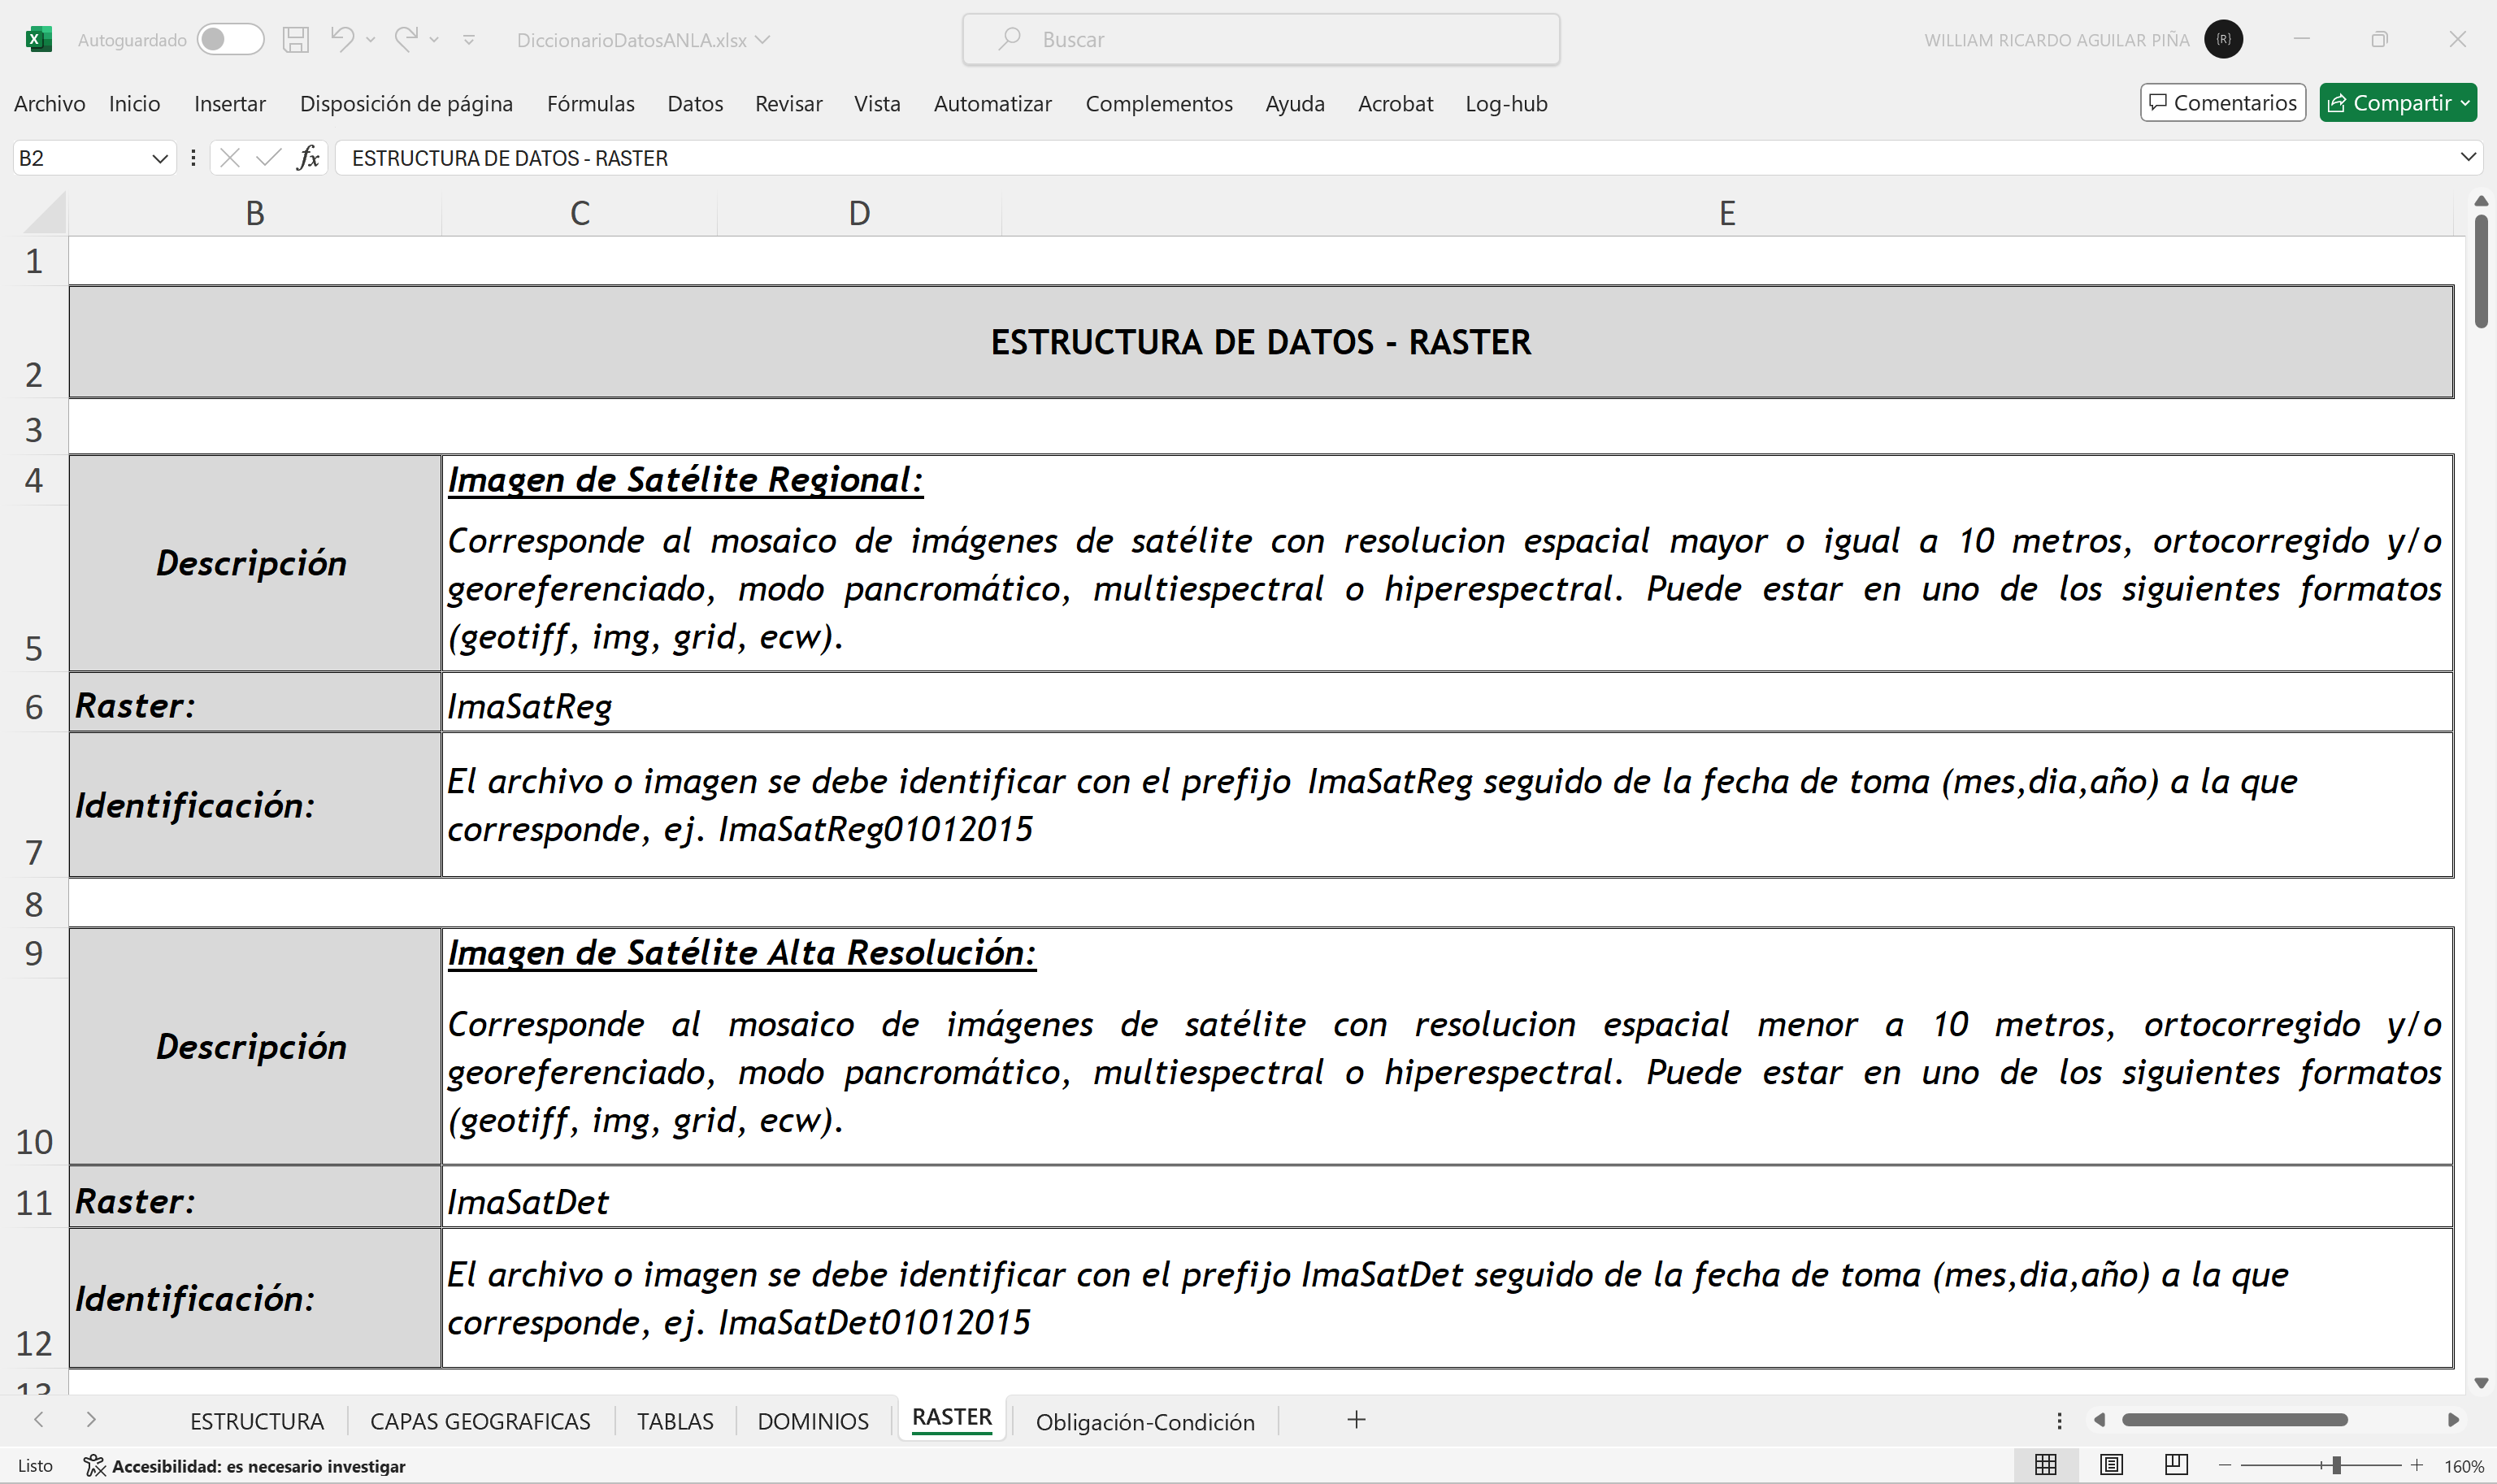 Autoguardado
DiccionarioDatosANLA.xlsx
Buscar
WILLIAM RICARDO AGUILAR PIÑA
{R}
Archivo Inicio Insertar Disposición de página Fórmulas Datos Revisar Vista Automatizar Complementos Ayuda Acrobat Log-hub
Comentarios
Compartir
B2
fx
ESTRUCTURA DE DATOS - RASTER
B C D E
1
2
ESTRUCTURA DE DATOS - RASTER
3
4
Imagen de Satélite Regional:
Descripción
Corresponde al mosaico de imágenes de satélite con resolucion espacial mayor o igual a 10 metros, ortocorregido y/o
georeferenciado, modo pancromático, multiespectral o hiperespectral. Puede estar en uno de los siguientes formatos
(geotiff, img, grid, ecw).
5
6
Raster:
ImaSatReg
Identificación:
El archivo o imagen se debe identificar con el prefijo ImaSatReg seguido de la fecha de toma (mes,dia,año) a la que
corresponde, ej. ImaSatReg01012015
7
8
9
Imagen de Satélite Alta Resolución:
Descripción
Corresponde al mosaico de imágenes de satélite con resolucion espacial menor a 10 metros, ortocorregido y/o
georeferenciado, modo pancromático, multiespectral o hiperespectral. Puede estar en uno de los siguientes formatos
(geotiff, img, grid, ecw).
10
11
Raster:
ImaSatDet
Identificación:
El archivo o imagen se debe identificar con el prefijo ImaSatDet seguido de la fecha de toma (mes,dia,año) a la que
corresponde, ej. ImaSatDet01012015
12
13
ESTRUCTURA CAPAS GEOGRAFICAS TABLAS DOMINIOS RASTER Obligación-Condición
Listo
Accesibilidad: es necesario investigar
160%